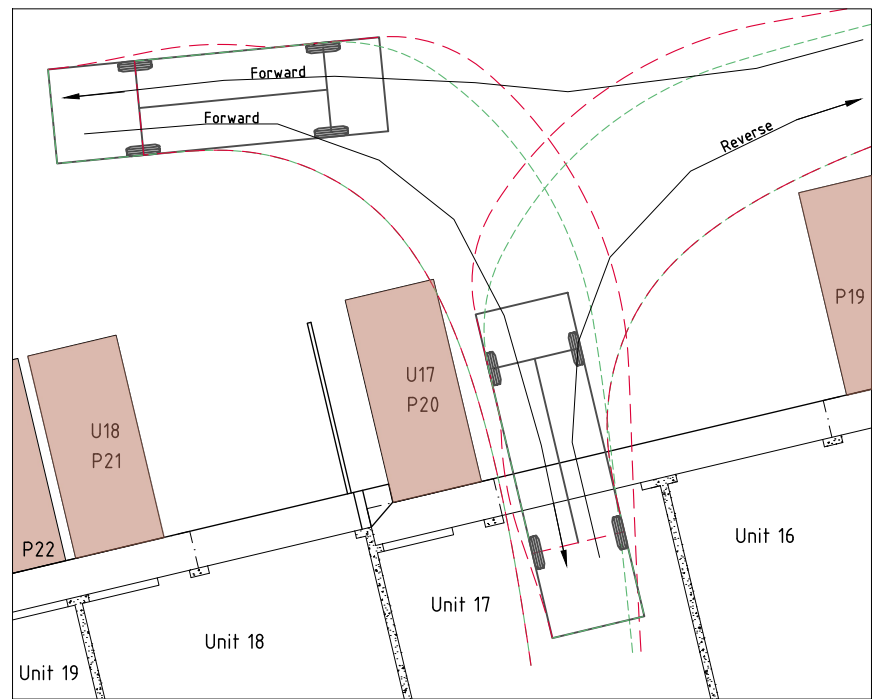 Forward
Forward
Reverse
P19
U17
P20
U18
P21
P22
Unit 16
Unit 17
Unit 18
Unit 19